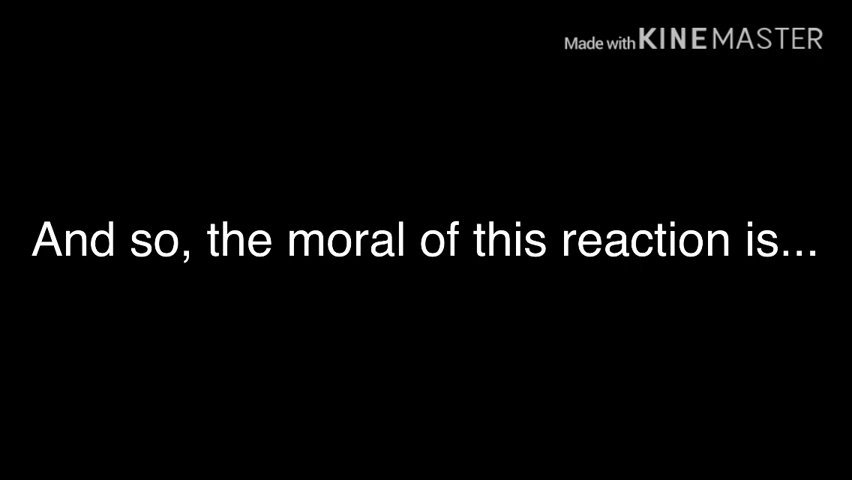 Made with KINEMASTER
And so, the moral of this reaction is...